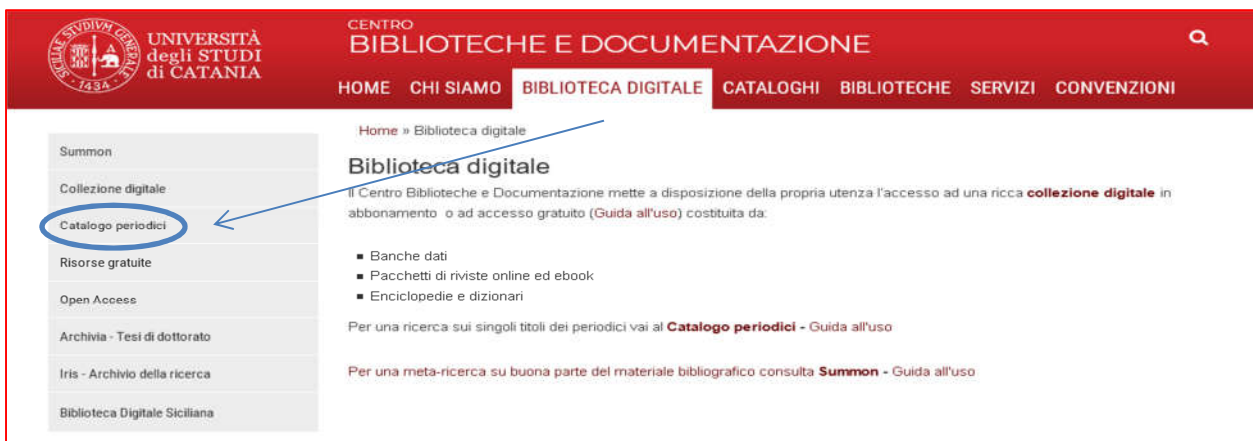 SICILIAE STVDIVM GENERALE
1434
UNIVERSITÀ
degli STUDI
di CATANIA
CENTRO
BIBLIOTECHE E DOCUMENTAZIONE
HOME CHI SIAMO BIBLIOTECA DIGITALE CATALOGHI BIBLIOTECHE SERVIZI CONVENZIONI
Summon
Collezione digitale
Catalogo periodici
Risorse gratuite
Open Access
Archivia - Tesi di dottorato
Iris - Archivio della ricerca
Biblioteca Digitale Siciliana
Home » Biblioteca digitale
Biblioteca digitale
Il Centro Biblioteche e Documentazione mette a disposizione della propria utenza l'accesso ad una ricca collezione digitale in
abbonamento o ad accesso gratuito (Guida all'uso) costituita da:
▪ Banche dati
▪ Pacchetti di riviste online ed ebook
▪ Enciclopedie e dizionari
Per una ricerca sui singoli titoli dei periodici vai al Catalogo periodici - Guida all'uso
Per una meta-ricerca su buona parte del materiale bibliografico consulta Summon - Guida all'uso